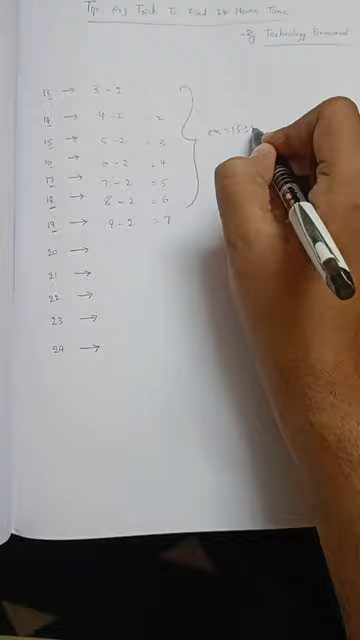 Tips and Trick To Find 24 Hours Time
- By Technology
13 → 3-2
14 → 4-2 2
15 → 5-2 = 3
16 → 6-2 = 4
17 → 7-2 = 5
18 → 8-2 = 6
19 → 9-2 = 7
20 →
21 →
22 →
23 →
24 →